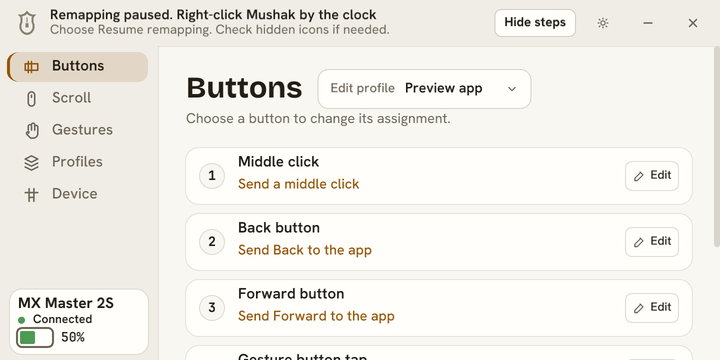 Remapping paused. Right-click Mushak by the clock
Choose Resume remapping. Check hidden icons if needed.
Hide steps
Buttons
Scroll
Gestures
Profiles
Device
MX Master 2S
Connected
50%
Buttons
Edit profile Preview app
Choose a button to change its assignment.
1
Middle click
Send a middle click
Edit
2
Back button
Send Back to the app
Edit
3
Forward button
Send Forward to the app
Edit
Gesture button tap